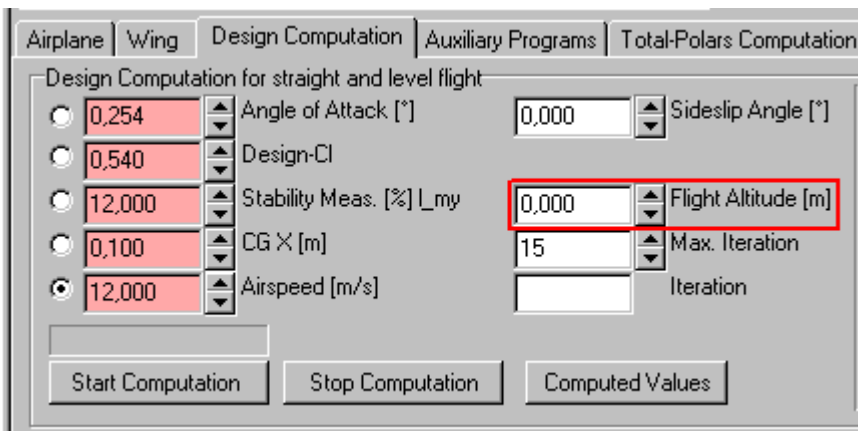 Airplane Wing Design Computation Auxiliary Programs Total-Polars Computation
Design Computation for straight and level flight
0,254 Angle of Attack [°] 0,000 Sideslip Angle [°]
0,540 Design-Cl
12,000 Stability Meas. [%] l_my 0,000 Flight Altitude [m]
0,100 CG X [m] 15 Max. Iteration
12,000 Airspeed [m/s] Iteration
Start Computation Stop Computation Computed Values